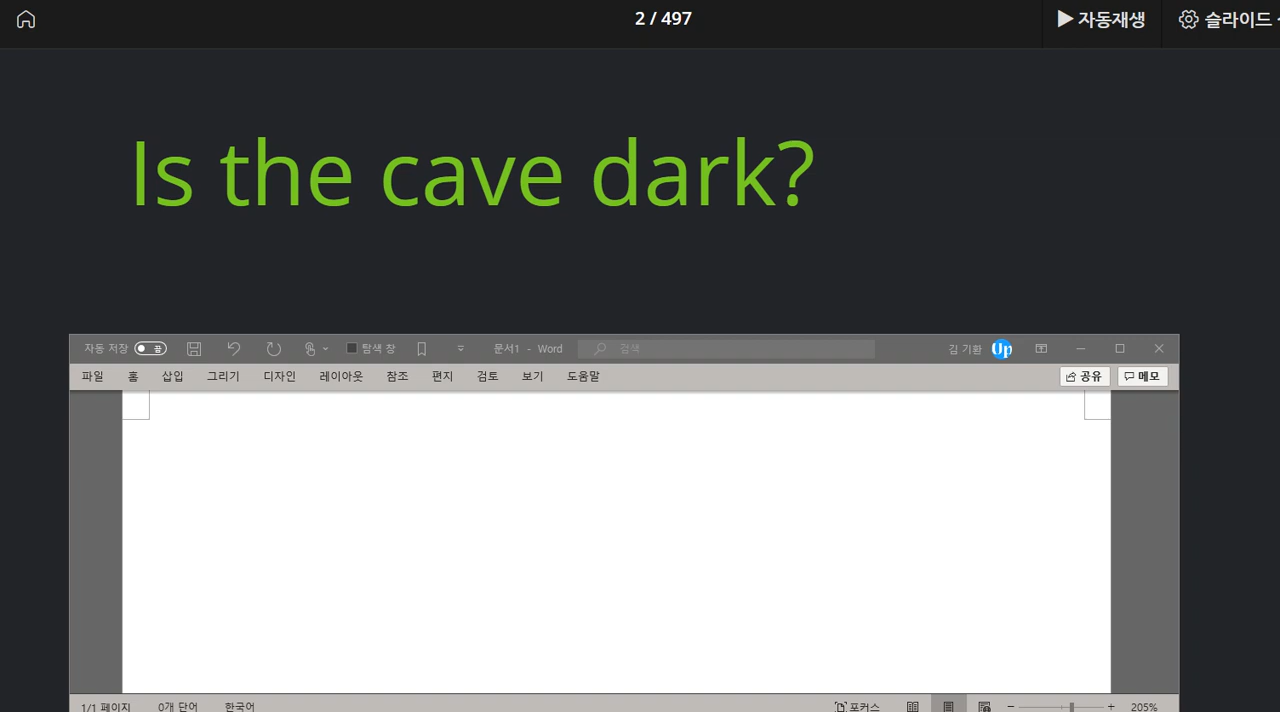 2 / 497
자동재생
슬라이드
Is the cave dark?
자동 저장 끔 탐색 창 문서1 - Word 검색 김 기환 Up
파일 홈 삽입 그리기 디자인 레이아웃 참조 편지 검토 보기 도움말 공유 메모
1/1 페이지 0개 단어 한국어 포커스 205%